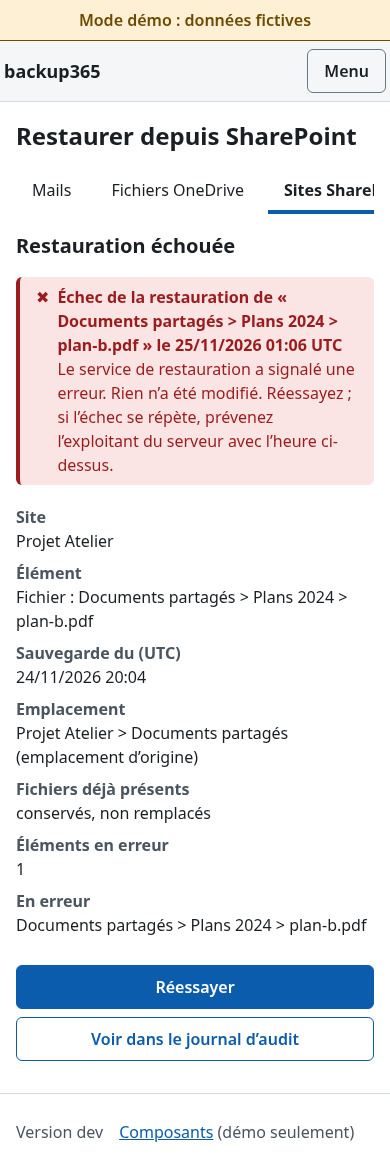 Mode démo : données fictives
backup365
Menu
Restaurer depuis SharePoint
Mails
Fichiers OneDrive
Sites Share
Restauration échouée
✖ Échec de la restauration de «
Documents partagés > Plans 2024 >
plan-b.pdf » le 25/11/2026 01:06 UTC
Le service de restauration a signalé une
erreur. Rien n’a été modifié. Réessayez ;
si l’échec se répète, prévenez
l’exploitant du serveur avec l’heure ci-
dessus.
Site
Projet Atelier
Élément
Fichier : Documents partagés > Plans 2024 >
plan-b.pdf
Sauvegarde du (UTC)
24/11/2026 20:04
Emplacement
Projet Atelier > Documents partagés
(emplacement d’origine)
Fichiers déjà présents
conservés, non remplacés
Éléments en erreur
1
En erreur
Documents partagés > Plans 2024 > plan-b.pdf
Réessayer
Voir dans le journal d’audit
Version dev Composants (démo seulement)